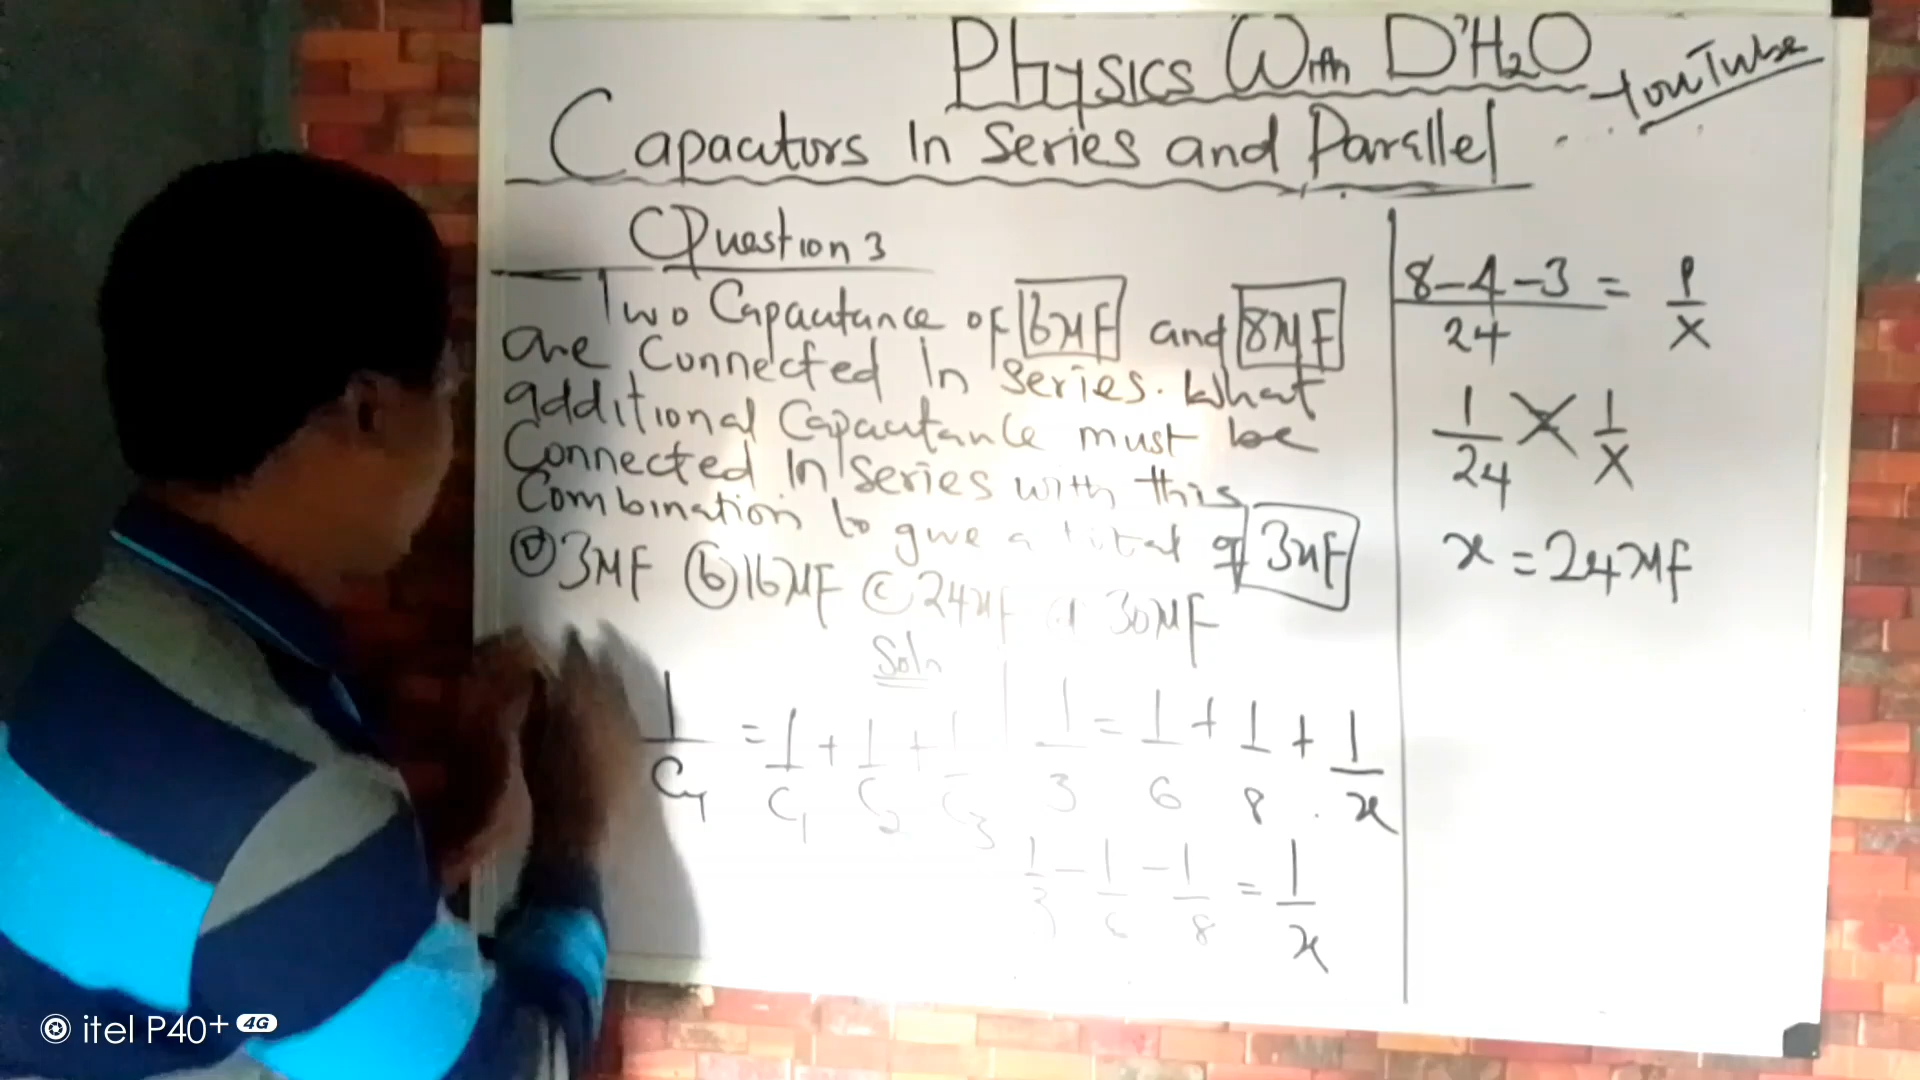 Physics With D'H₂O
YouTube
Capacitors In Series and Parallel
Question 3
Two Capacitance of 6μF and 8μF
are Connected In Series. What
additional Capacitance must be
Connected In Series with this
Combination to give a total of 3μF
3μF (b) 16μF (c) 24μF 30μF
Soln
1/CT = 1/C1 + 1/C2 + 1/C3
1/3 = 1/6 + 1/8 + 1/x
1/3 - 1/6 - 1/8 = 1/x
8-4-3/24 = 1/x
1/24 × 1/x
x = 24μF
itel P40+ 4G